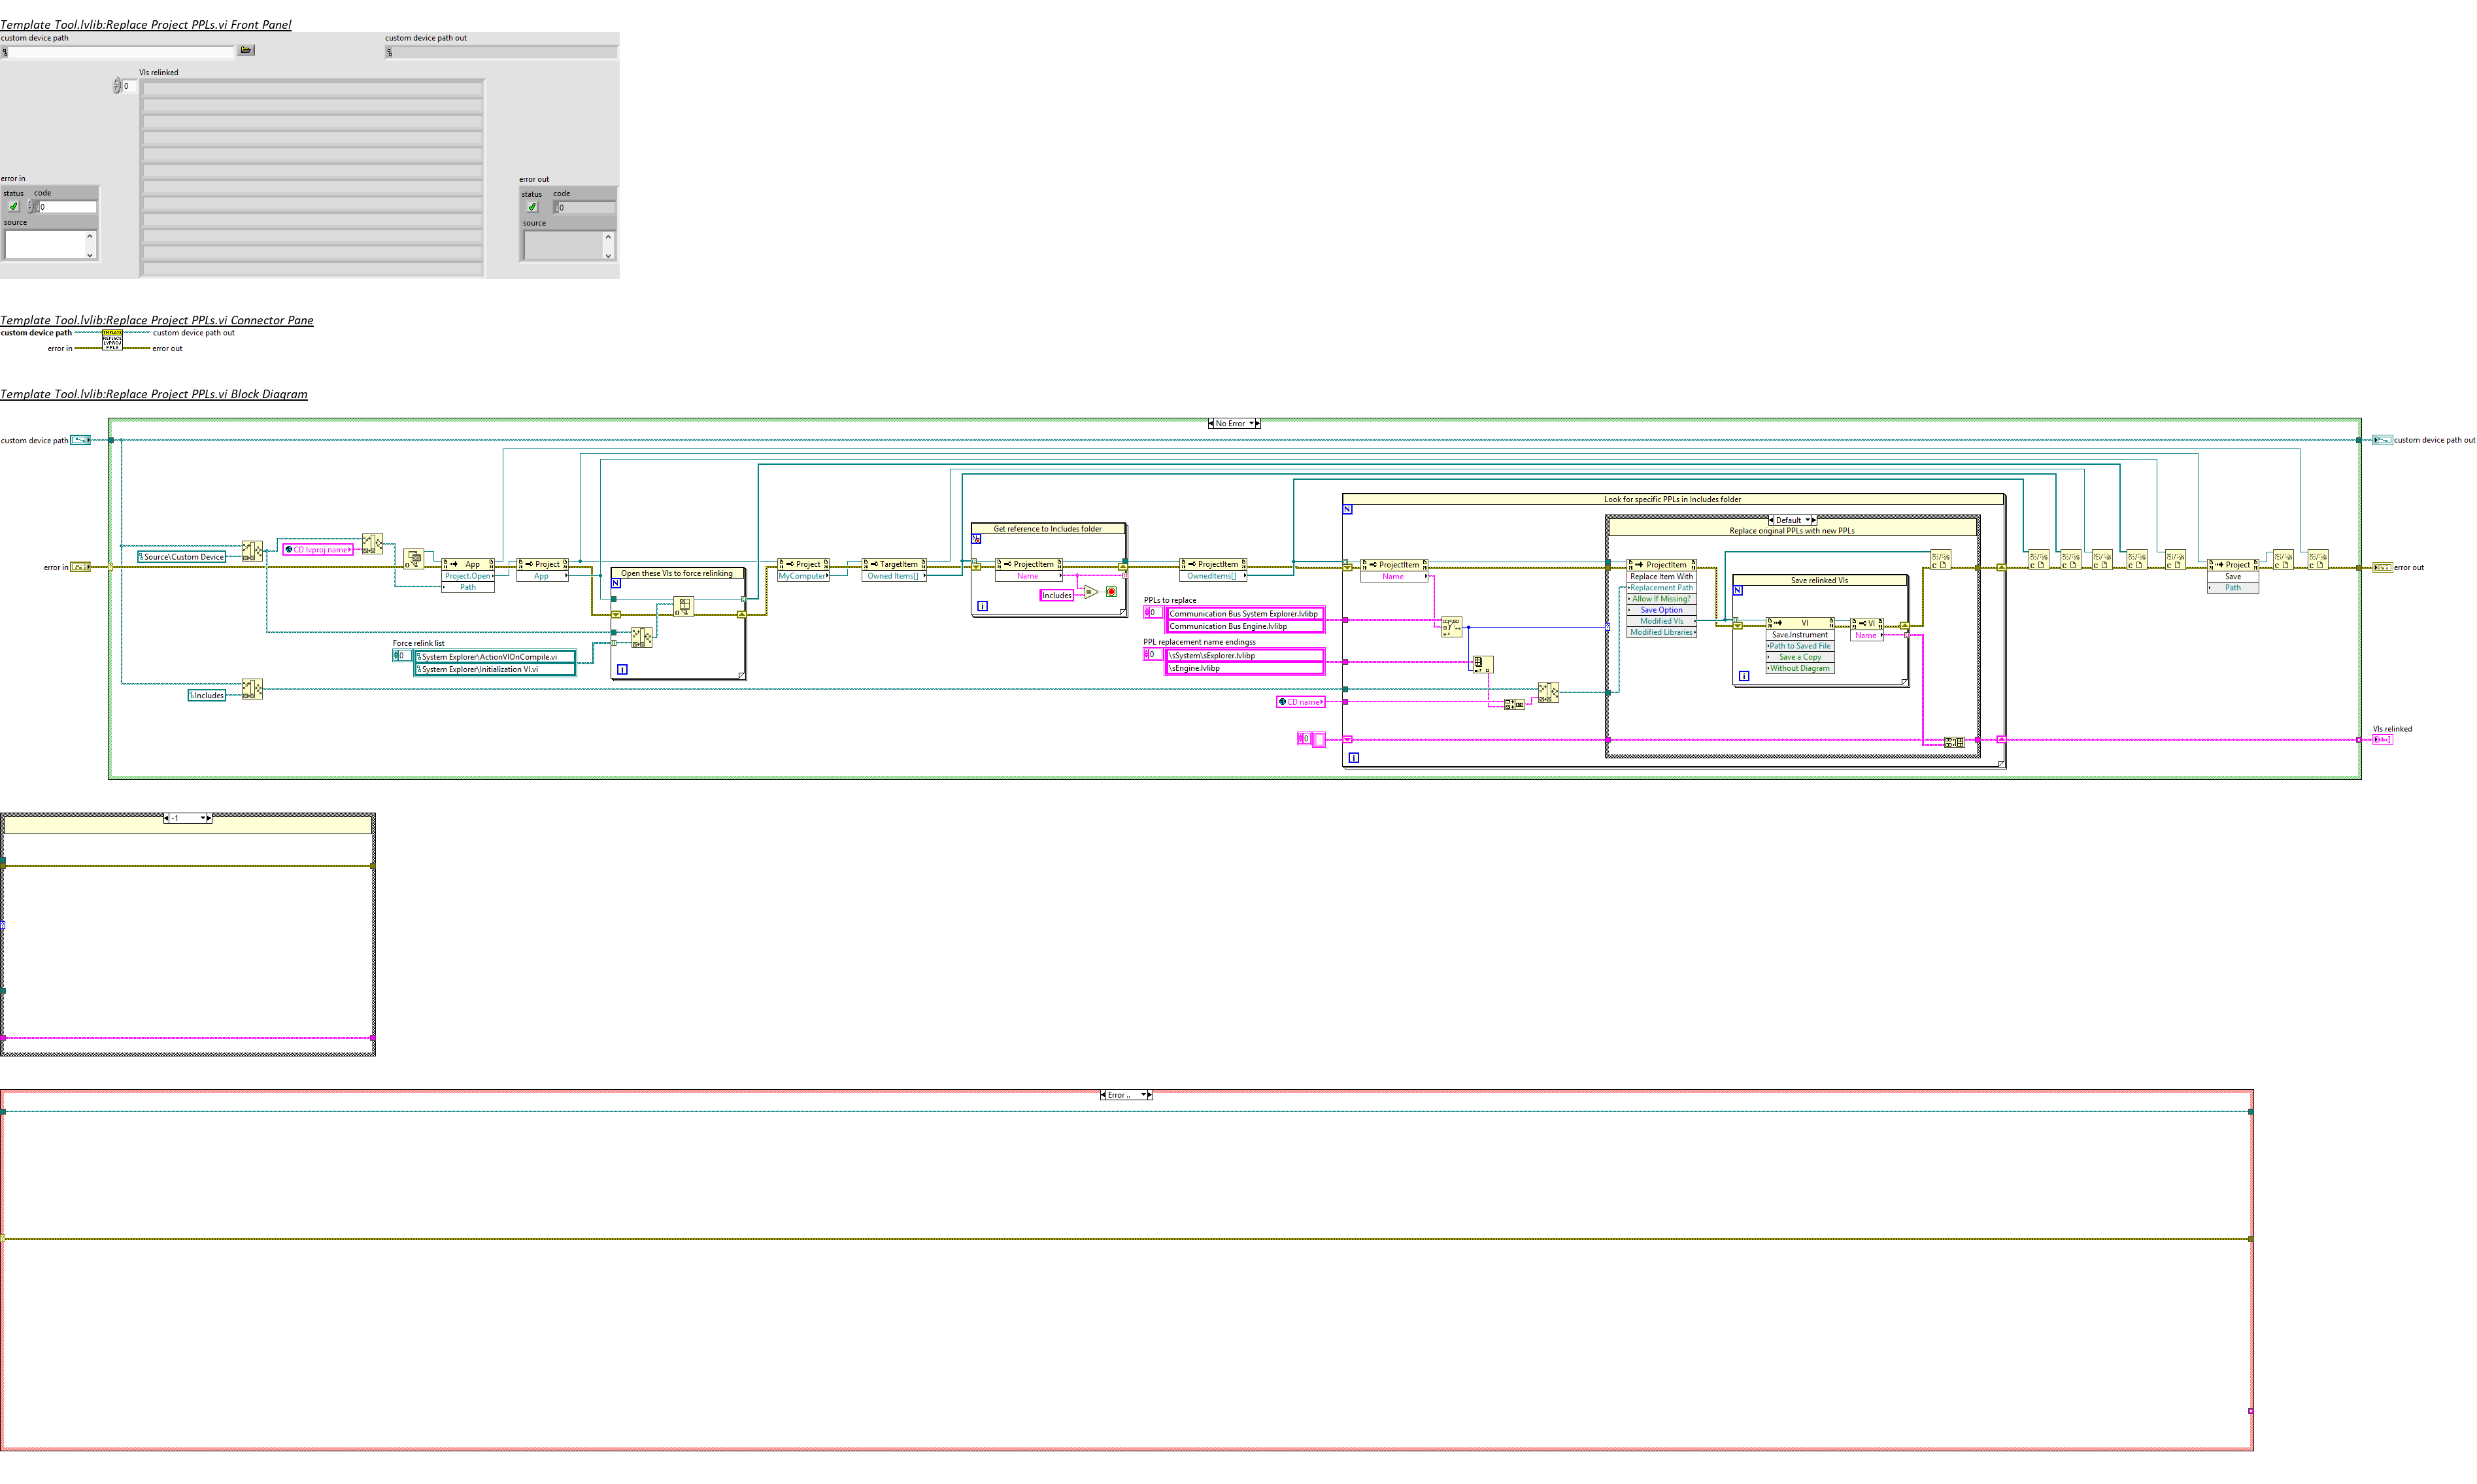 Template Tool.lvlib:Replace Project PPLs.vi Front Panel
custom device path
custom device path out
VIs relinked
0
error in
status code
0
source
error out
status code
0
source
Template Tool.lvlib:Replace Project PPLs.vi Connector Pane
custom device path
custom device path out
TEMPLATE
REPLACE
LVPROJ
PPLS
error in
error out
Template Tool.lvlib:Replace Project PPLs.vi Block Diagram
No Error
custom device path
custom device path out
Look for specific PPLs in Includes folder
N
Default
Replace original PPLs with new PPLs
Get reference to Includes folder
Source\Custom Device
CD lvproj name
error in
App
Project.Open
Path
Project
App
Open these VIs to force relinking
N
i
Project
MyComputer
TargetItem
Owned Items[]
ProjectItem
Name
Includes
i
ProjectItem
OwnedItems[]
ProjectItem
Name
ProjectItem
Replace Item With
Replacement Path
Allow If Missing?
Save Option
Modified VIs
Modified Libraries
Save relinked VIs
N
VI
Save.Instrument
Path to Saved File
Save a Copy
Without Diagram
VI
Name
i
Project
Save
Path
error out
PPLs to replace
0
Communication Bus System Explorer.lvlibp
Communication Bus Engine.lvlibp
PPL replacement name endingss
0
\sSystem\sExplorer.lvlibp
\sEngine.lvlibp
Force relink list
0
System Explorer\ActionVIOnCompile.vi
System Explorer\Initialization VI.vi
Includes
CD name
0
i
VIs relinked
abc
-1
Error ..